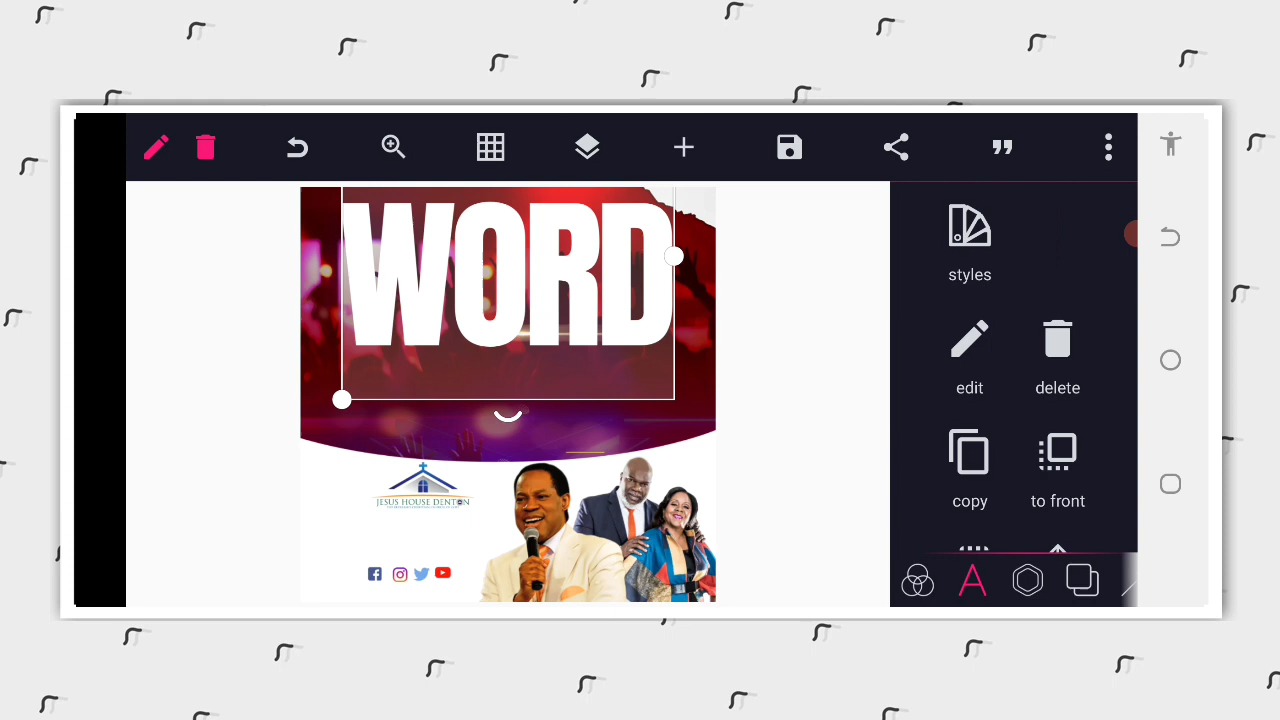 WORD
styles
edit
delete
copy
to front
JESUS HOUSE DENTON